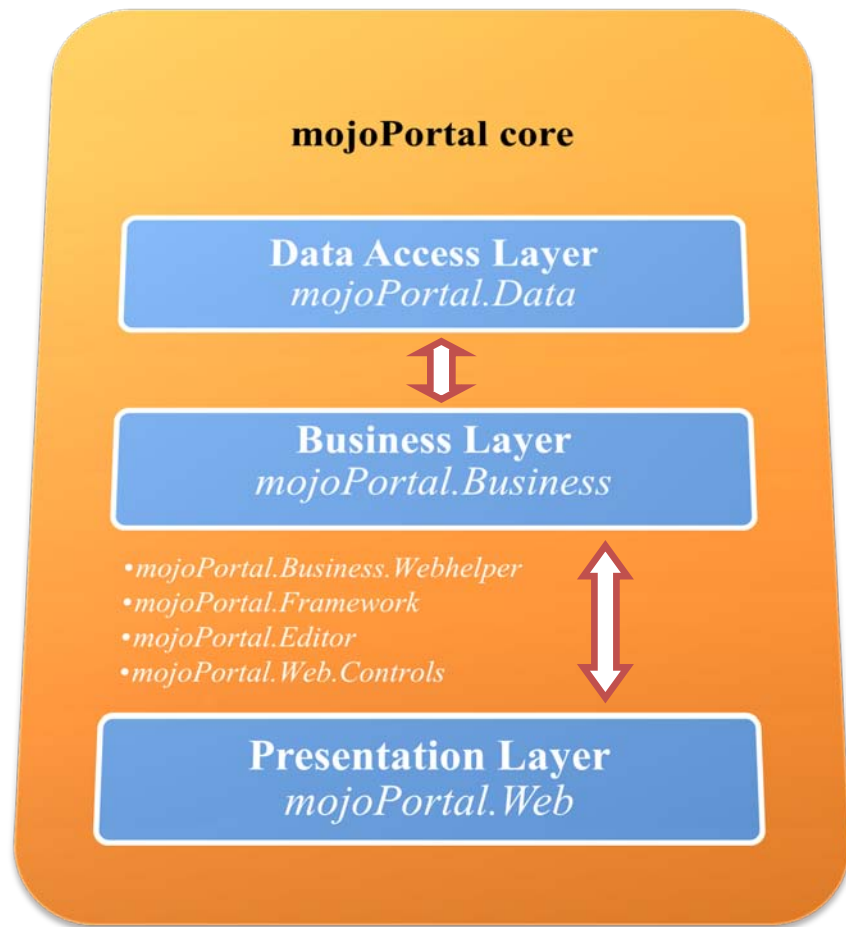 mojoPortal core
Data Access Layer
mojoPortal.Data
Business Layer
mojoPortal.Business
•mojoPortal.Business.Webhelper
•mojoPortal.Framework
•mojoPortal.Editor
•mojoPortal.Web.Controls
Presentation Layer
mojoPortal.Web